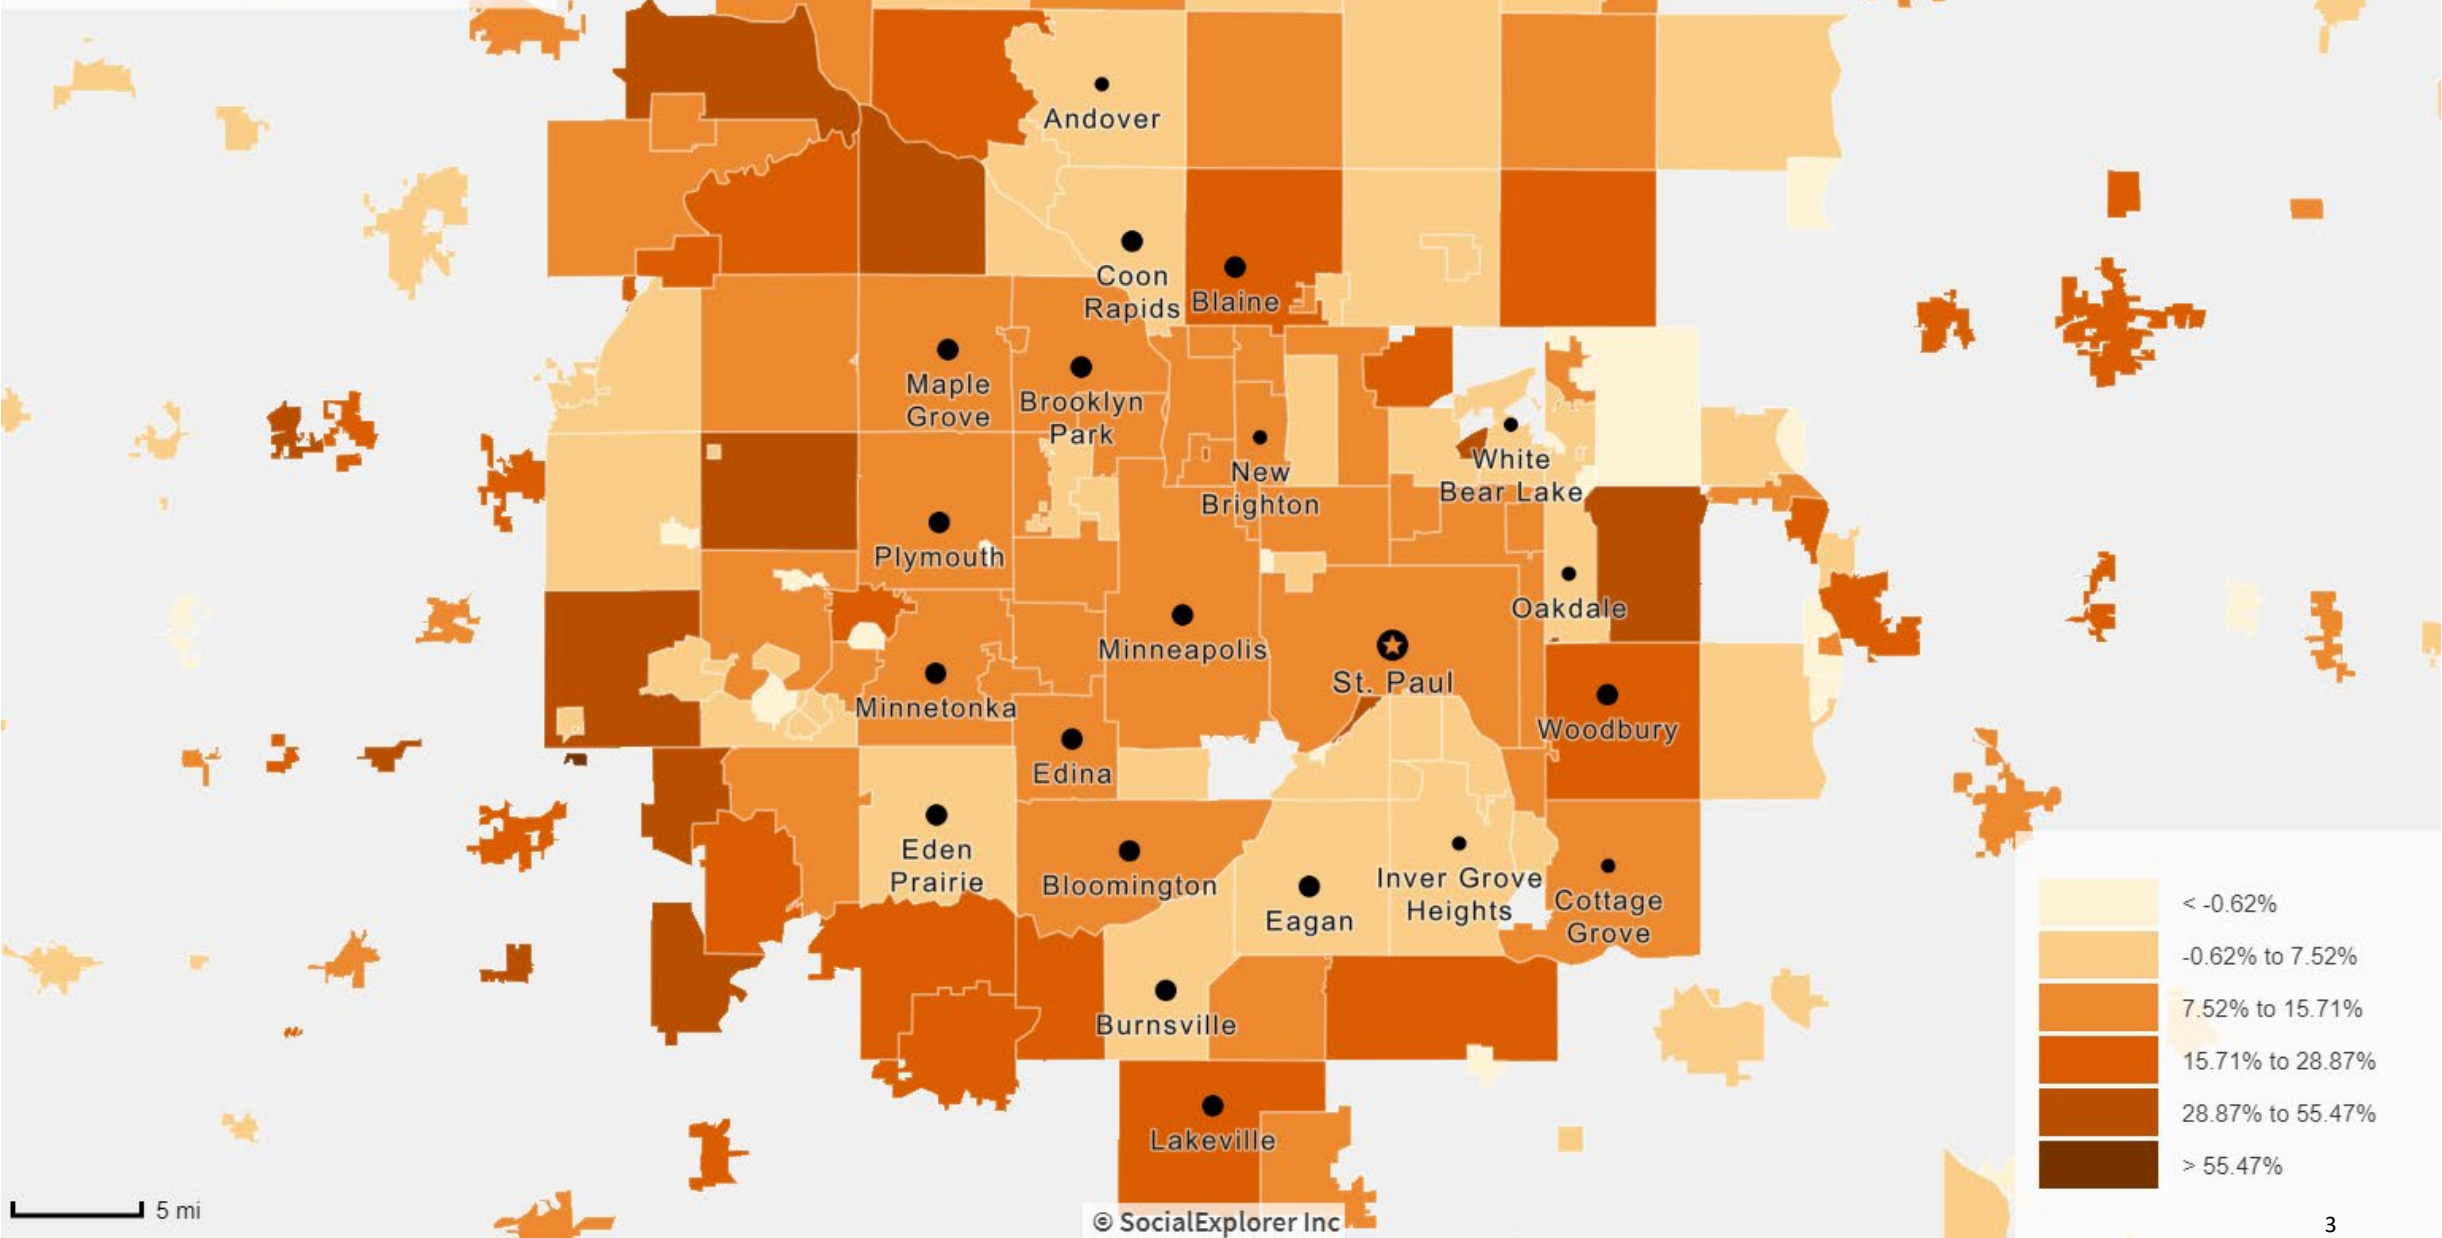 Andover
Coon
Rapids
Blaine
Maple
Grove
Brooklyn
Park
New
Brighton
White
Bear Lake
Plymouth
Oakdale
Minneapolis
St. Paul
Minnetonka
Woodbury
Edina
Eden
Prairie
Bloomington
Eagan
Inver Grove
Heights
Cottage
Grove
Burnsville
Lakeville
< -0.62%
-0.62% to 7.52%
7.52% to 15.71%
15.71% to 28.87%
28.87% to 55.47%
> 55.47%
5 mi
© SocialExplorer Inc
3